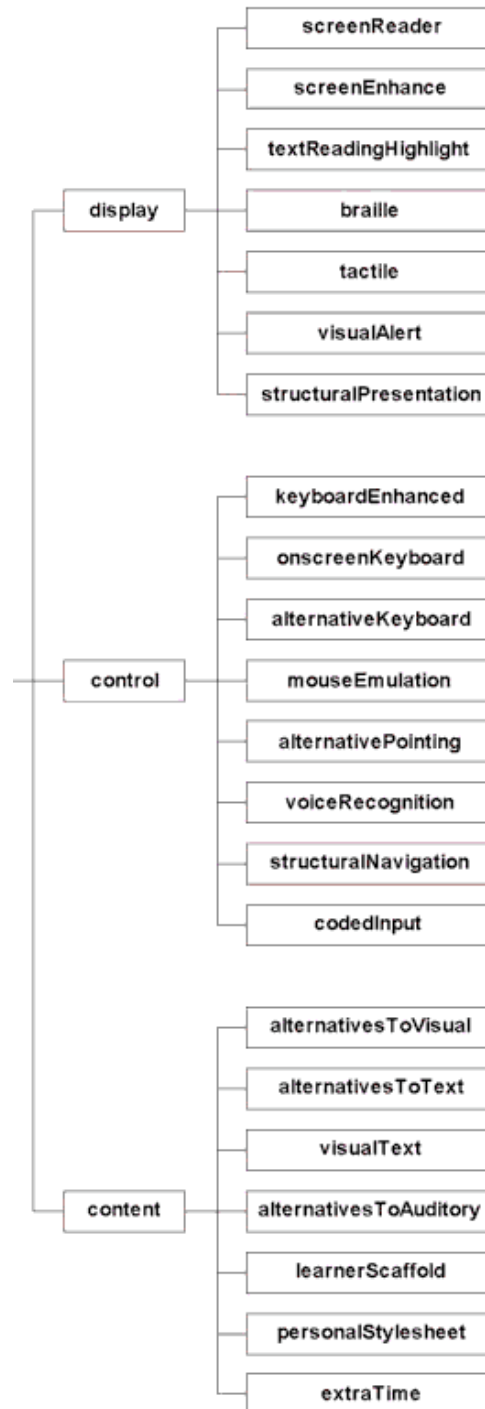 screenReader
screenEnhance
textReadingHighlight
display
braille
tactile
visualAlert
structuralPresentation
keyboardEnhanced
onscreenKeyboard
alternativeKeyboard
control
mouseEmulation
alternativePointing
voiceRecognition
structuralNavigation
codedInput
alternativesToVisual
alternativesToText
visualText
content
alternativesToAuditory
learnerScaffold
personalStylesheet
extraTime